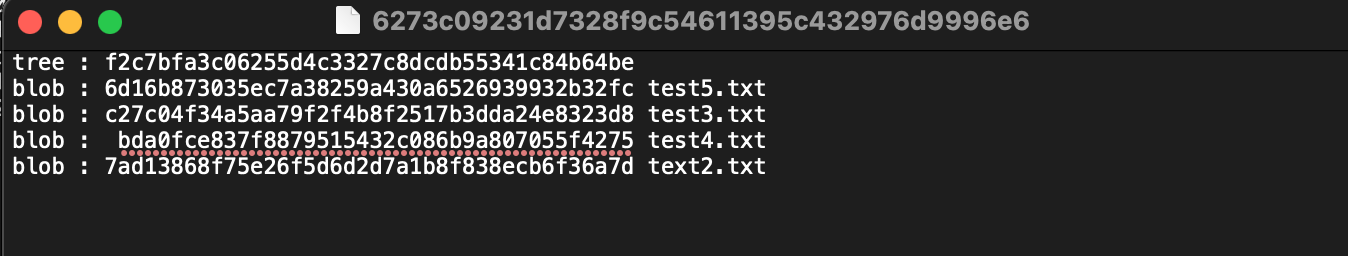 6273c09231d7328f9c54611395c432976d9996e6
tree : f2c7bfa3c06255d4c3327c8dcdb55341c84b64be
blob : 6d16b873035ec7a38259a430a6526939932b32fc test5.txt
blob : c27c04f34a5aa79f2f4b8f2517b3dda24e8323d8 test3.txt
blob :  bda0fce837f8879515432c086b9a807055f4275 test4.txt
blob : 7ad13868f75e26f5d6d2d7a1b8f838ecb6f36a7d text2.txt